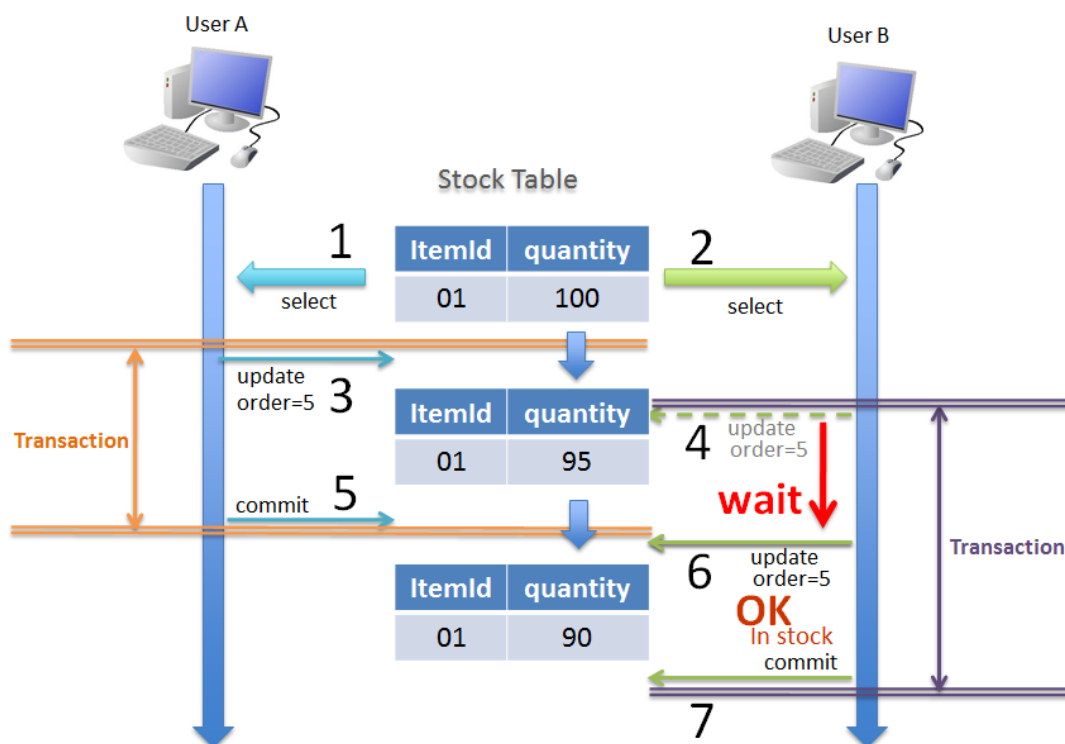 User A
User B
Stock Table
1
2
ItemId quantity
01 100
select
select
update
order=5
3
ItemId quantity
01 95
4
update
order=5
Transaction
wait
commit
5
6
update
order=5
Transaction
ItemId quantity
01 90
OK
In stock
commit
7